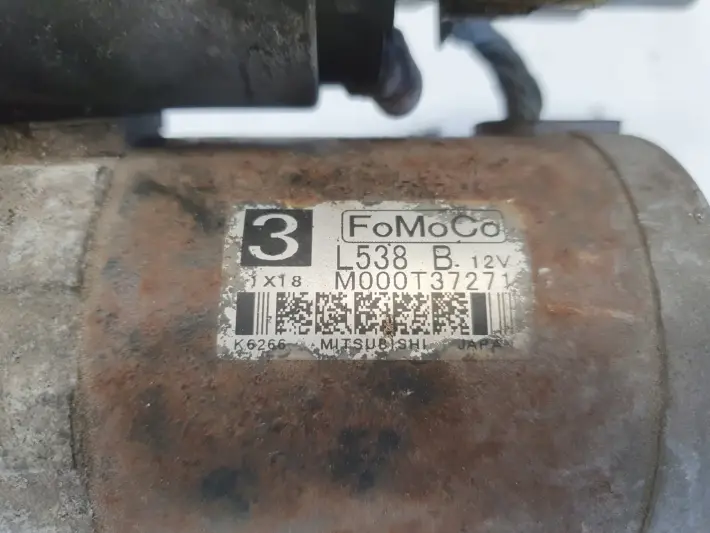 3 FoMoCo
L538 B 12V
1X18 M000T37271
K6266 MITSUBISHI JAPAN